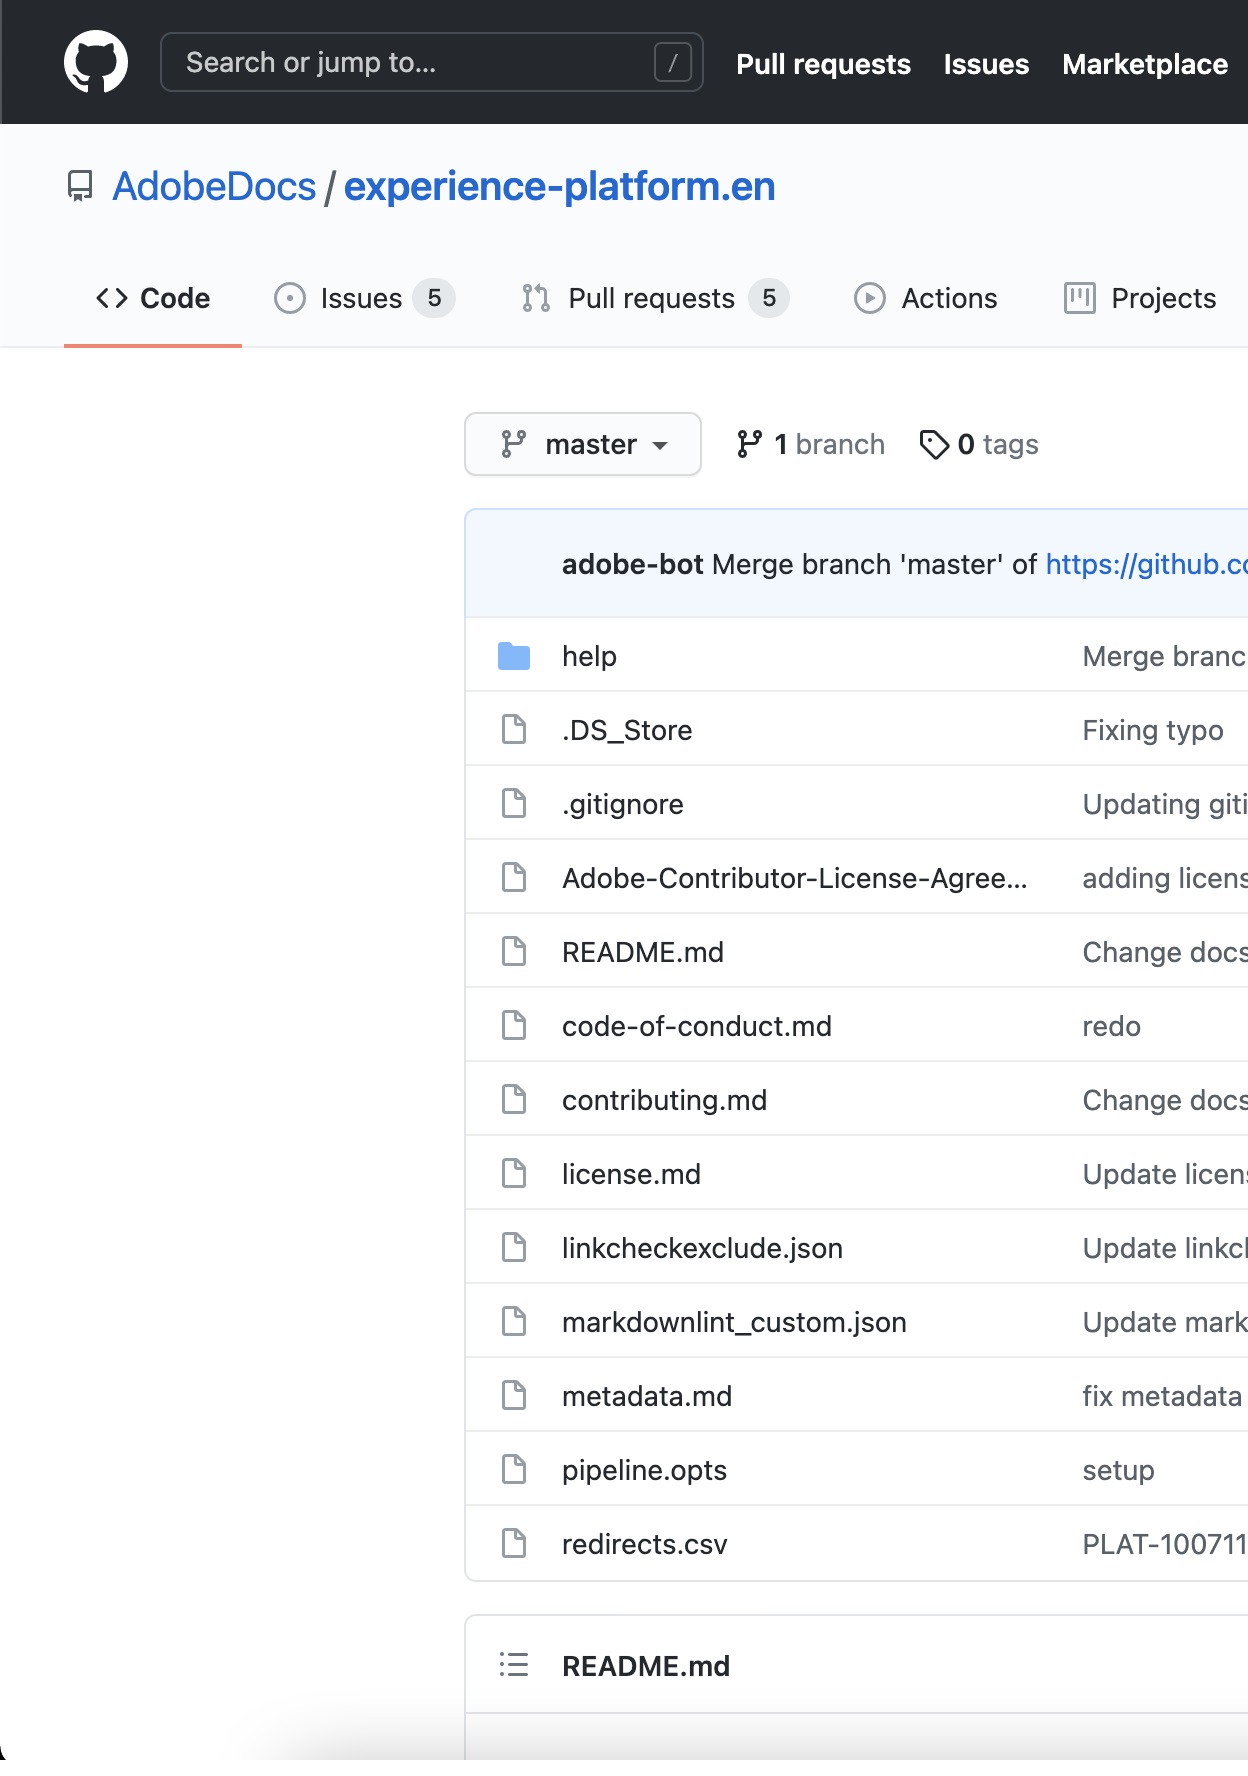 Search or jump to... /
Pull requests Issues Marketplace
AdobeDocs / experience-platform.en
Code Issues 5 Pull requests 5 Actions Projects
master 1 branch 0 tags
adobe-bot Merge branch 'master' of https://github.co
help Merge branc
.DS_Store Fixing typo
.gitignore Updating giti
Adobe-Contributor-License-Agree... adding licens
README.md Change docs
code-of-conduct.md redo
contributing.md Change docs
license.md Update licens
linkcheckexclude.json Update linkcl
markdownlint_custom.json Update mark
metadata.md fix metadata
pipeline.opts setup
redirects.csv PLAT-100711
README.md